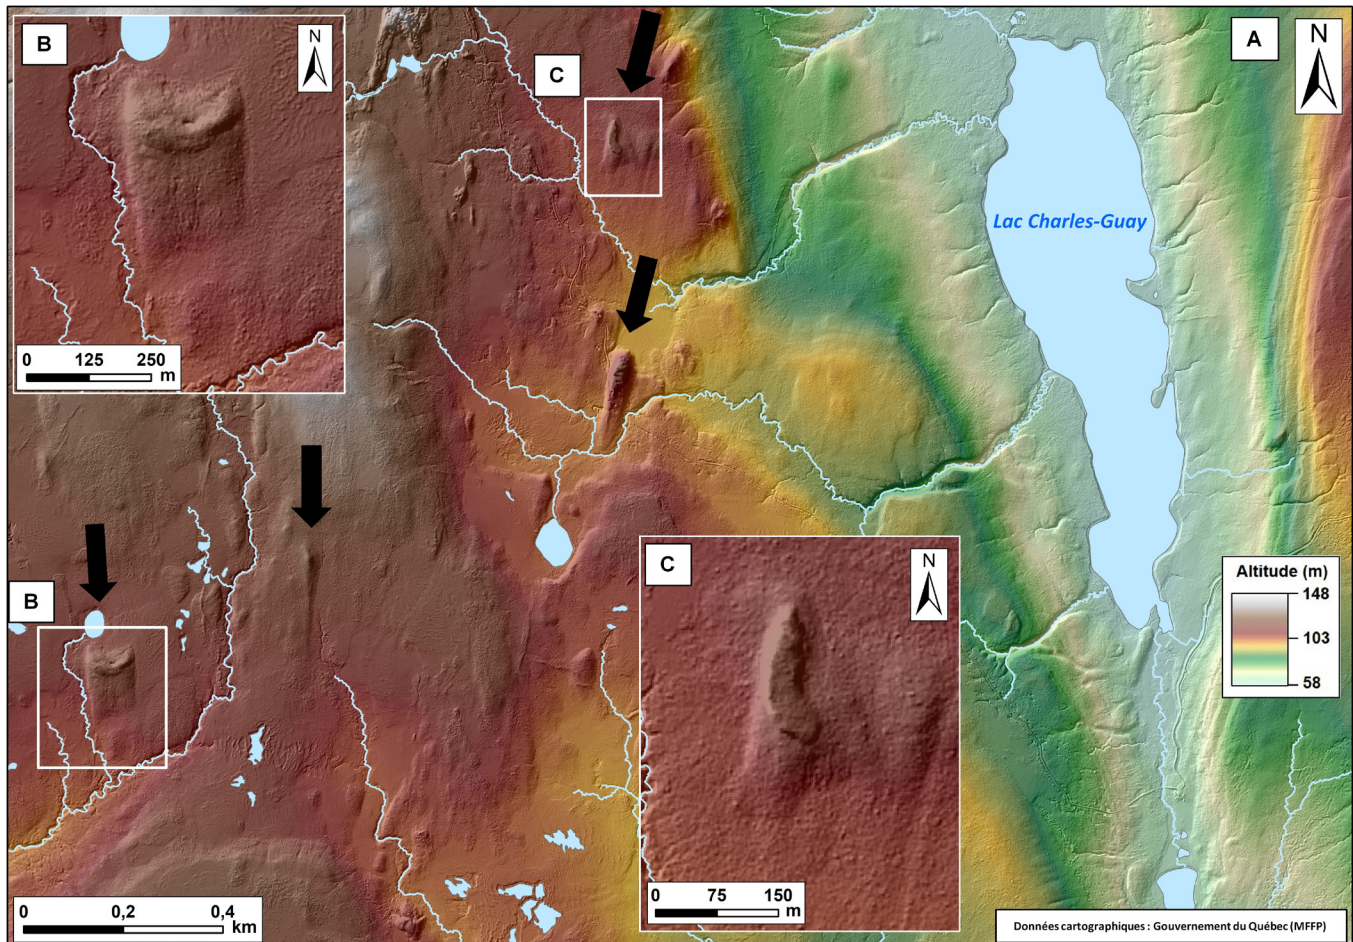 B
N
0 125 250
m
C
A
N
Lac Charles-Guay
B
C
N
0 75 150
m
Altitude (m)
148
103
58
0 0,2 0,4
km
Données cartographiques : Gouvernement du Québec (MFFP)